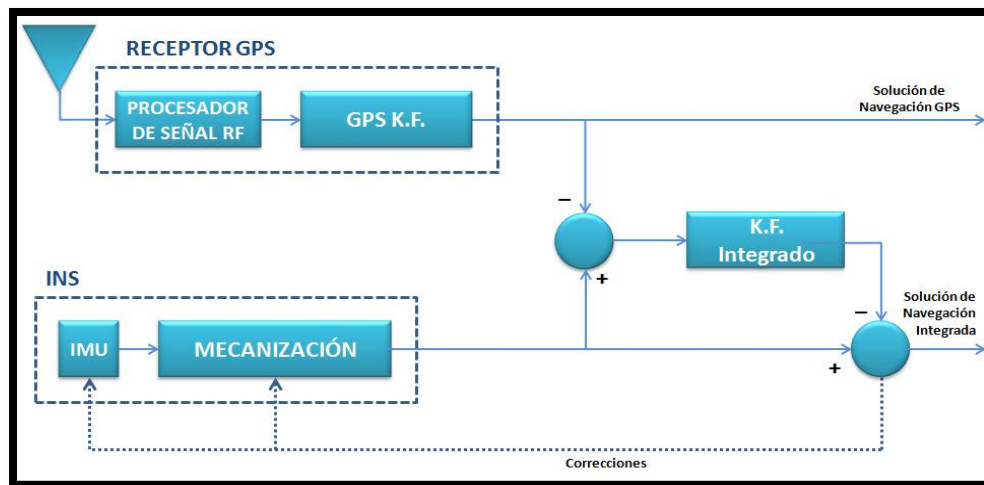 RECEPTOR GPS
PROCESADOR
DE SEÑAL RF
GPS K.F.
Solución de
Navegación GPS
–
+
K.F.
Integrado
INS
IMU
MECANIZACIÓN
Solución de
Navegación
Integrada
–
+
Correcciones